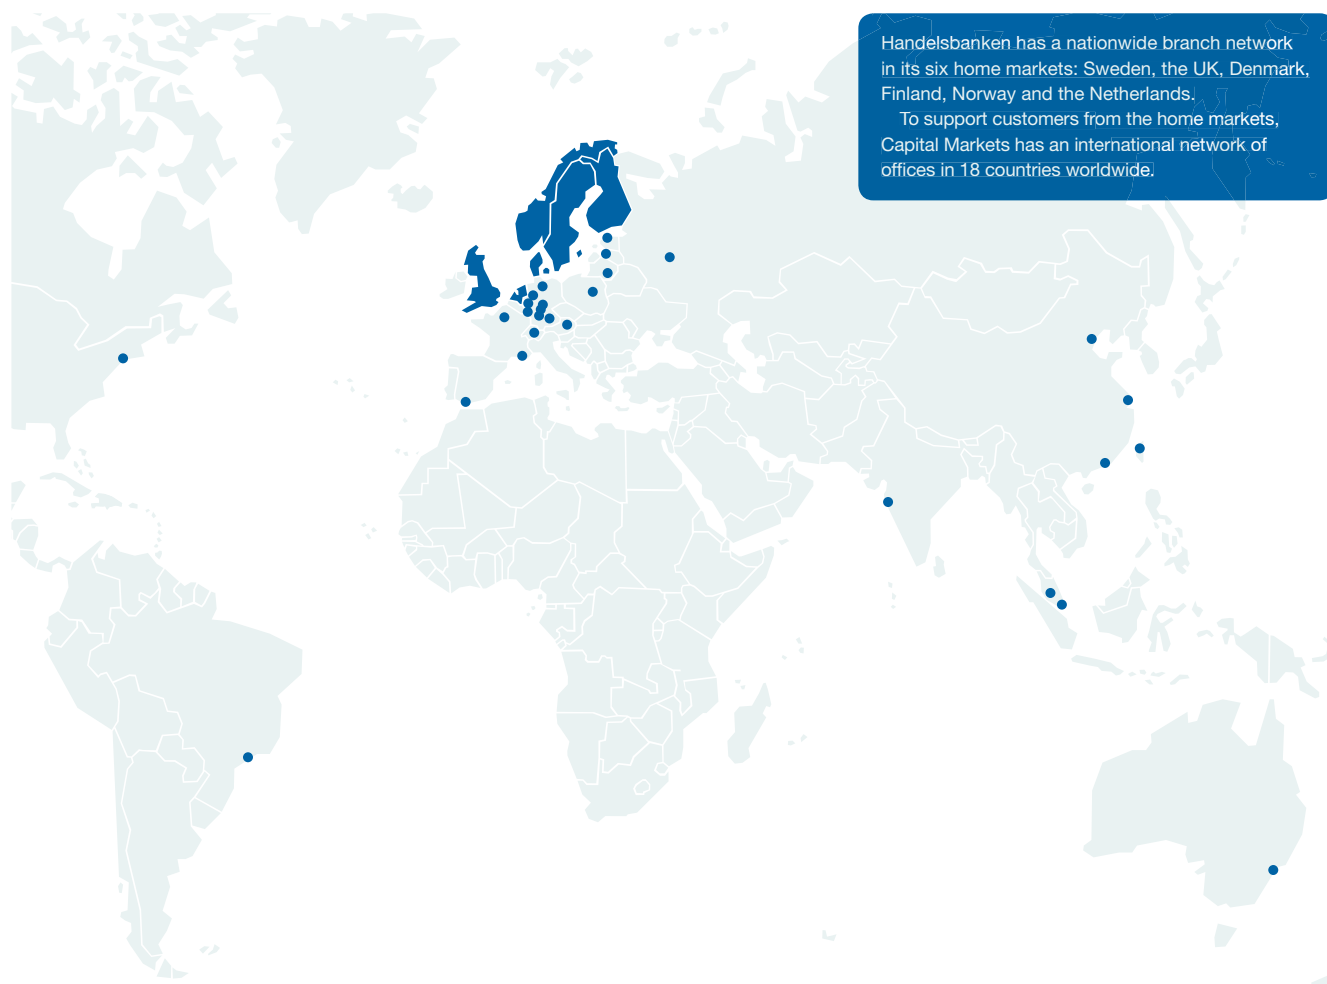 Handelsbanken has a nationwide branch network
in its six home markets: Sweden, the UK, Denmark,
Finland, Norway and the Netherlands.
To support customers from the home markets,
Capital Markets has an international network of
offices in 18 countries worldwide.